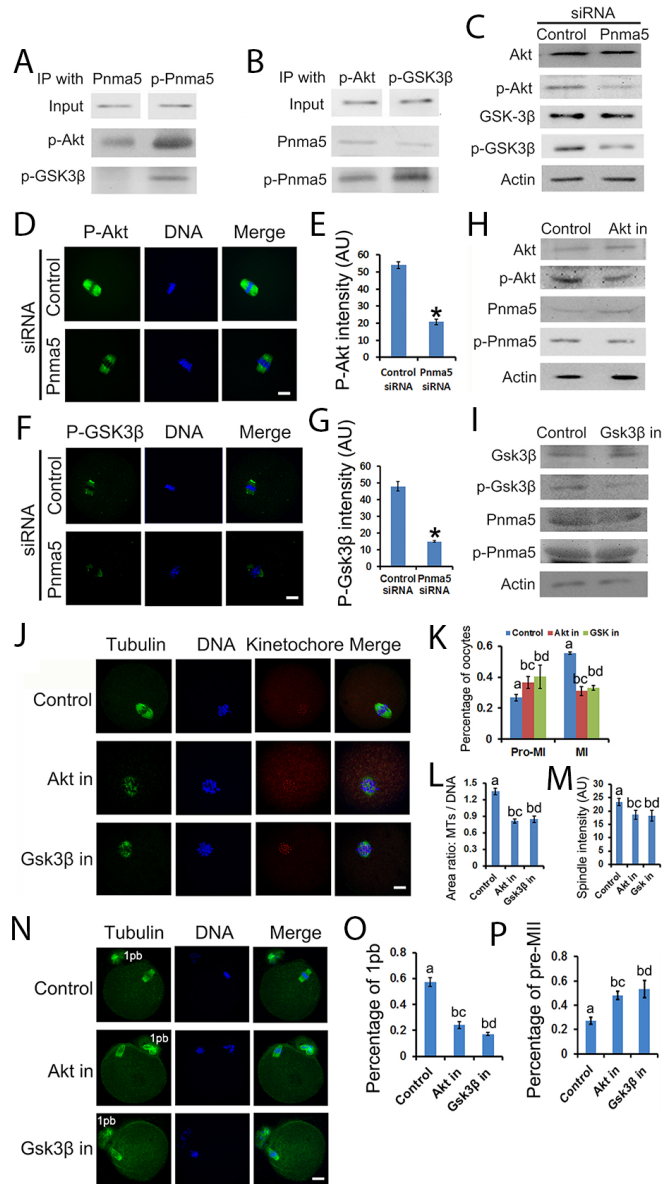 A
IP with Pnma5 p-Pnma5
Input
p-Akt
p-GSK3β
B
IP with p-Akt p-GSK3β
Input
Pnma5
p-Pnma5
C
siRNA
Control Pnma5
Akt
p-Akt
GSK-3β
p-GSK3β
Actin
D
P-Akt DNA Merge
siRNA
Control
Pnma5
E
P-Akt intensity (AU)
60
50
40
30
20
10
0
*
Control siRNA
Pnma5 siRNA
H
Control Akt in
Akt
p-Akt
Pnma5
p-Pnma5
Actin
F
P-GSK3β DNA Merge
siRNA
Control
Pnma5
G
P-Gsk3β intensity (AU)
60
50
40
30
20
10
0
*
Control siRNA
Pnma5 siRNA
I
Control Gsk3β in
Gsk3β
p-Gsk3β
Pnma5
p-Pnma5
Actin
J
Tubulin DNA Kinetochore Merge
Control
Akt in
Gsk3β in
K
Control Akt in GSK in
Percentage of oocytes
0.6
0.4
0.2
0
a bc bd
a bc bd
Pro-MI MI
L
Area ratio: MTs / DNA
1.5
1.2
0.9
0.6
0.3
0
a bc bd
Control Akt in Gsk3β in
M
Spindle intensity (AU)
30
25
20
15
10
5
0
a bc bd
Control Akt in Gsk in
N
Tubulin DNA Merge
Control
1pb
Akt in
1pb
Gsk3β in
1pb
O
Percentage of 1pb
0.8
0.6
0.4
0.2
0
a bc bd
Control Akt in Gsk3β in
P
Percentage of pre-MII
0.8
0.6
0.4
0.2
0
a bc bd
Control Akt in Gsk3β in